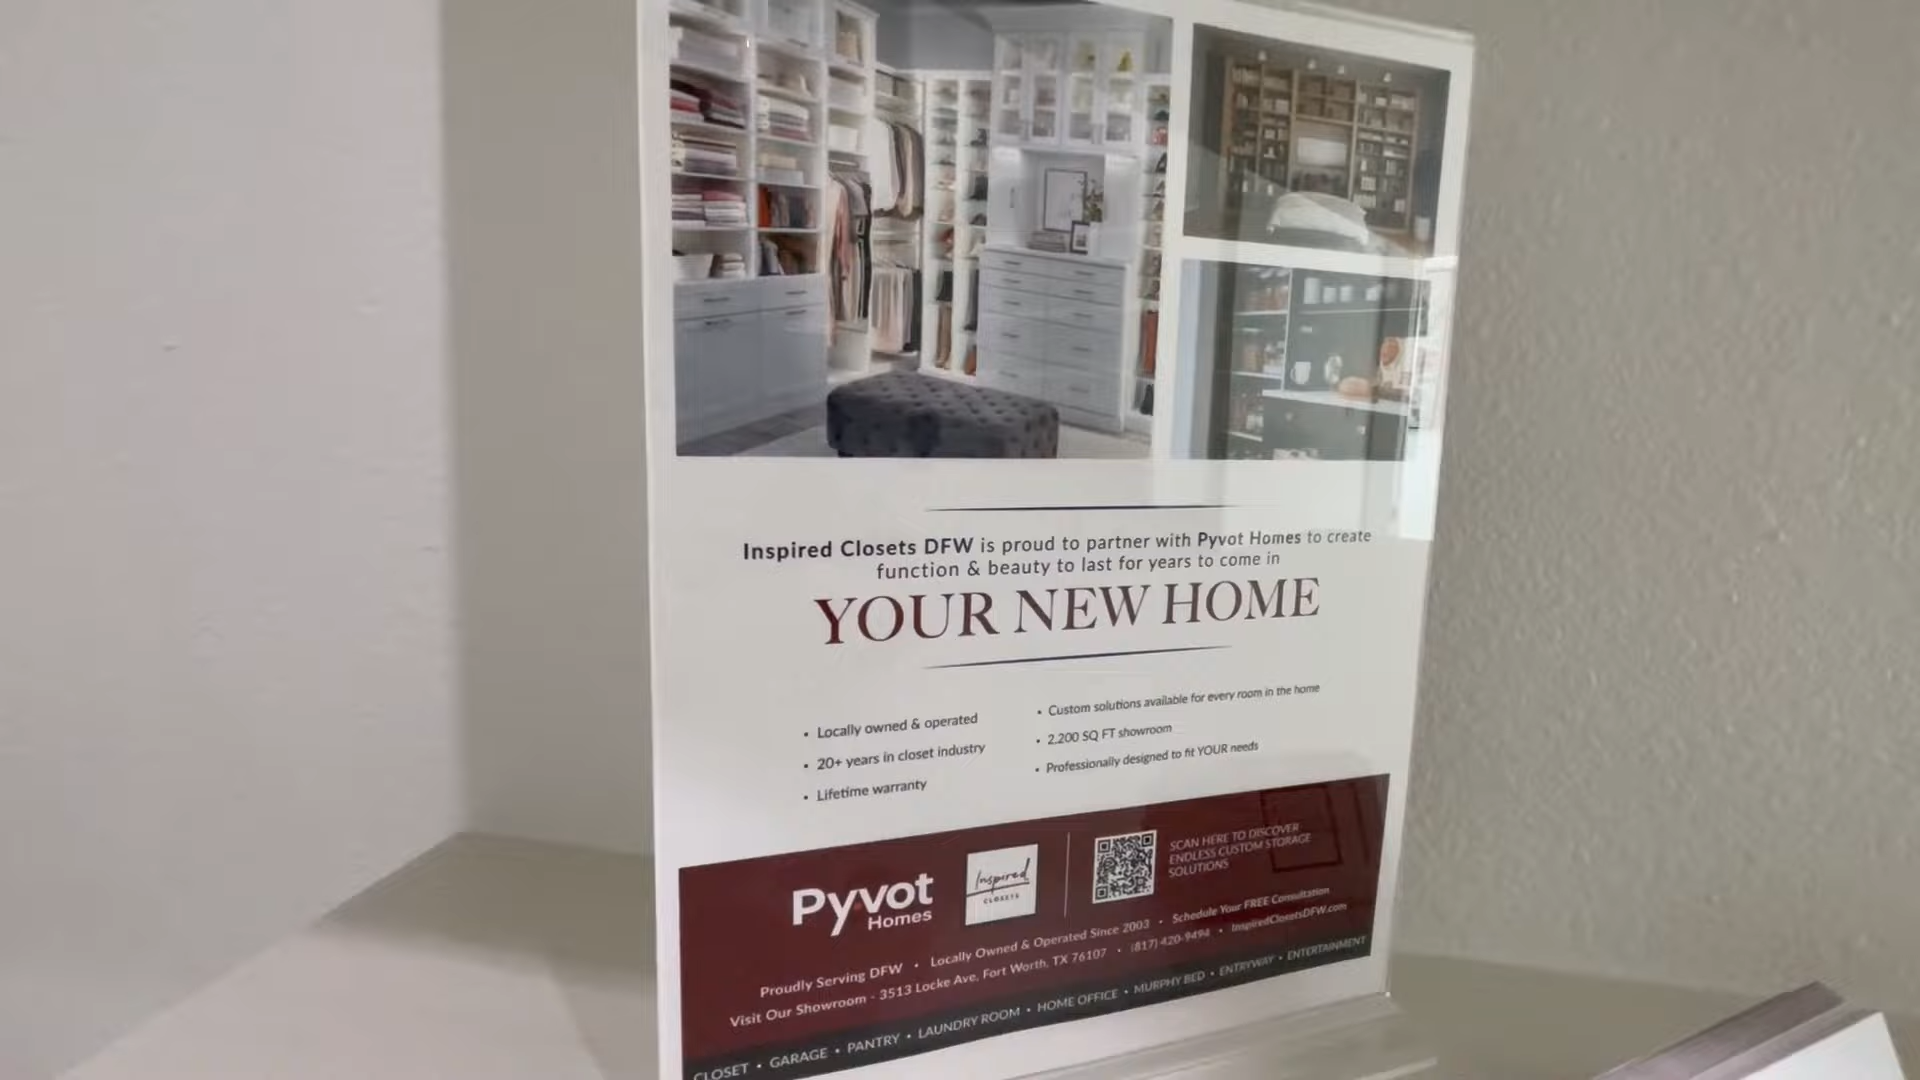 Inspired Closets DFW is proud to partner with Pyvot Homes to create
function & beauty to last for years to come in
YOUR NEW HOME
• Locally owned & operated
• 20+ years in closet industry
• Lifetime warranty
• Custom solutions available for every room in the home
• 2,200 SQ FT showroom
• Professionally designed to fit YOUR needs
Pyvot
Homes
Inspired
CLOSETS
SCAN HERE TO DISCOVER
ENDLESS CUSTOM STORAGE
SOLUTIONS
Proudly Serving DFW • Locally Owned & Operated Since 2003 • Schedule Your FREE Consultation
Visit Our Showroom - 3513 Locke Ave, Fort Worth, TX 76107 • (817) 420-9494 • InspiredClosetsDFW.com
CLOSET • GARAGE • PANTRY • LAUNDRY ROOM • HOME OFFICE • MURPHY BED • ENTRYWAY • ENTERTAINMENT